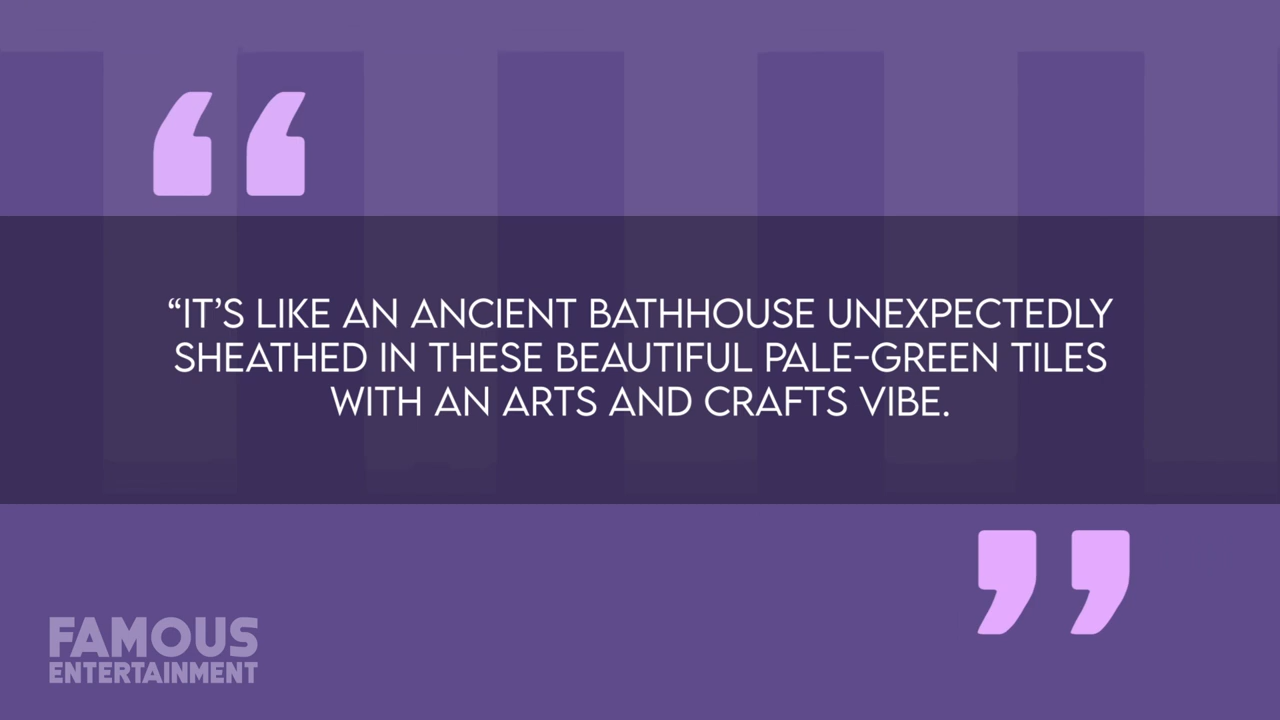 “IT’S LIKE AN ANCIENT BATHHOUSE UNEXPECTEDLY
SHEATHED IN THESE BEAUTIFUL PALE-GREEN TILES
WITH AN ARTS AND CRAFTS VIBE.
FAMOUS
ENTERTAINMENT